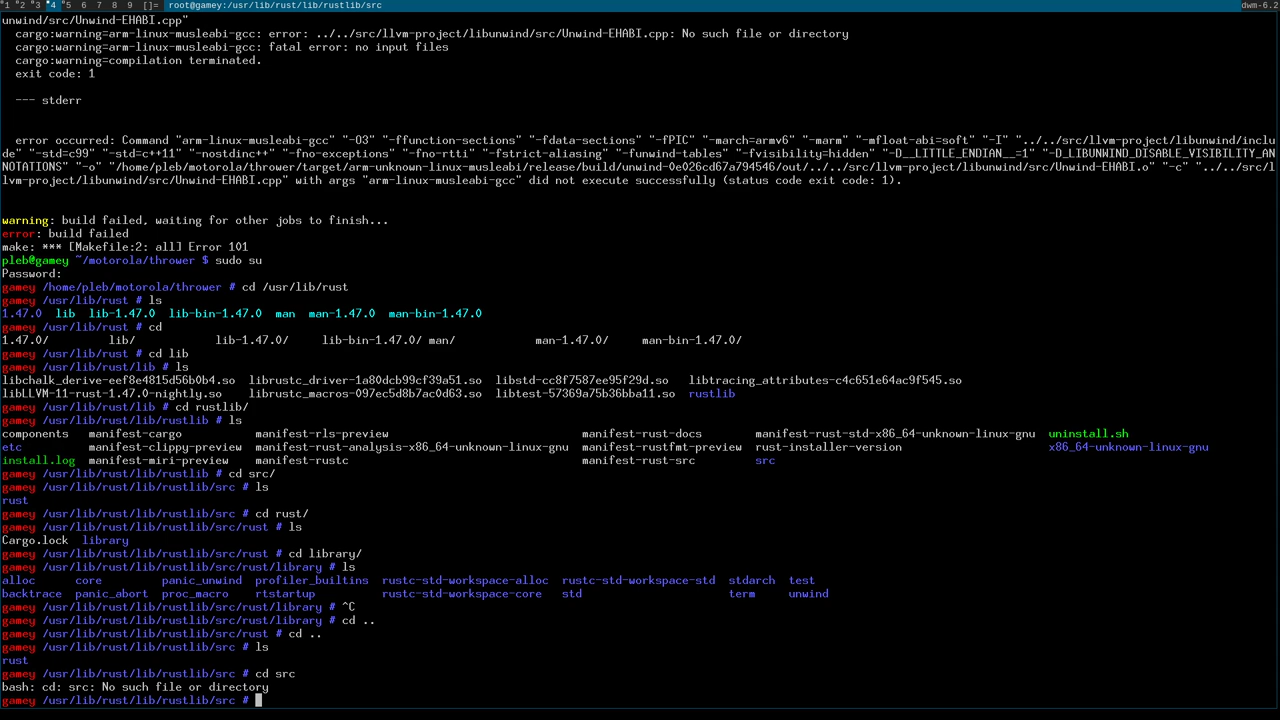 1 2 3 4 5 6 7 8 9 []= root@gamey:/usr/lib/rust/lib/rustlib/src dwm-6.2
unwind/src/Unwind-EHABI.cpp"
  cargo:warning=arm-linux-musleabi-gcc: error: ../../src/llvm-project/libunwind/src/Unwind-EHABI.cpp: No such file or directory
  cargo:warning=arm-linux-musleabi-gcc: fatal error: no input files
  cargo:warning=compilation terminated.
  exit code: 1
  --- stderr
  error occurred: Command "arm-linux-musleabi-gcc" "-O3" "-ffunction-sections" "-fdata-sections" "-fPIC" "-march=armv6" "-marm" "-mfloat-abi=soft" "-I" "../../src/llvm-project/libunwind/inclu
de" "-std=c99" "-std=c++11" "-nostdinc++" "-fno-exceptions" "-fno-rtti" "-fstrict-aliasing" "-funwind-tables" "-fvisibility=hidden" "-D__LITTLE_ENDIAN__=1" "-D_LIBUNWIND_DISABLE_VISIBILITY_AN
NOTATIONS" "-o" "/home/pleb/motorola/thrower/target/arm-unknown-linux-musleabi/release/build/unwind-0e026cd67a794546/out/../../src/llvm-project/libunwind/src/Unwind-EHABI.o" "-c" "../../src/l
lvm-project/libunwind/src/Unwind-EHABI.cpp" with args "arm-linux-musleabi-gcc" did not execute successfully (status code exit code: 1).
warning: build failed, waiting for other jobs to finish...
error: build failed
make: *** [Makefile:2: all] Error 101
pleb@gamey ~/motorola/thrower $ sudo su
Password:
gamey /home/pleb/motorola/thrower # cd /usr/lib/rust
gamey /usr/lib/rust # ls
1.47.0  lib  lib-1.47.0  lib-bin-1.47.0  man  man-1.47.0  man-bin-1.47.0
gamey /usr/lib/rust # cd
1.47.0/         lib/            lib-1.47.0/     lib-bin-1.47.0/ man/            man-1.47.0/     man-bin-1.47.0/
gamey /usr/lib/rust # cd lib
gamey /usr/lib/rust/lib # ls
libchalk_derive-eef8e4815d56b0b4.so  librustc_driver-1a80dcb99cf39a51.so  libstd-cc8f7587ee95f29d.so  libtracing_attributes-c4c651e64ac9f545.so
libLLVM-11-rust-1.47.0-nightly.so    librustc_macros-097ec5d8b7ac0d63.so  libtest-57369a75b36bba11.so  rustlib
gamey /usr/lib/rust/lib # cd rustlib/
gamey /usr/lib/rust/lib/rustlib # ls
components   manifest-cargo           manifest-rls-preview                             manifest-rust-docs       manifest-rust-std-x86_64-unknown-linux-gnu  uninstall.sh
etc          manifest-clippy-preview  manifest-rust-analysis-x86_64-unknown-linux-gnu  manifest-rustfmt-preview  rust-installer-version                      x86_64-unknown-linux-gnu
install.log  manifest-miri-preview    manifest-rustc                                   manifest-rust-src        src
gamey /usr/lib/rust/lib/rustlib # cd src/
gamey /usr/lib/rust/lib/rustlib/src # ls
rust
gamey /usr/lib/rust/lib/rustlib/src # cd rust/
gamey /usr/lib/rust/lib/rustlib/src/rust # ls
Cargo.lock  library
gamey /usr/lib/rust/lib/rustlib/src/rust # cd library/
gamey /usr/lib/rust/lib/rustlib/src/rust/library # ls
alloc      core         panic_unwind  profiler_builtins  rustc-std-workspace-alloc  rustc-std-workspace-std  stdarch  test
backtrace  panic_abort  proc_macro    rtstartup          rustc-std-workspace-core   std                      term     unwind
gamey /usr/lib/rust/lib/rustlib/src/rust/library # ^C
gamey /usr/lib/rust/lib/rustlib/src/rust/library # cd ..
gamey /usr/lib/rust/lib/rustlib/src/rust # cd ..
gamey /usr/lib/rust/lib/rustlib/src # ls
rust
gamey /usr/lib/rust/lib/rustlib/src # cd src
bash: cd: src: No such file or directory
gamey /usr/lib/rust/lib/rustlib/src #